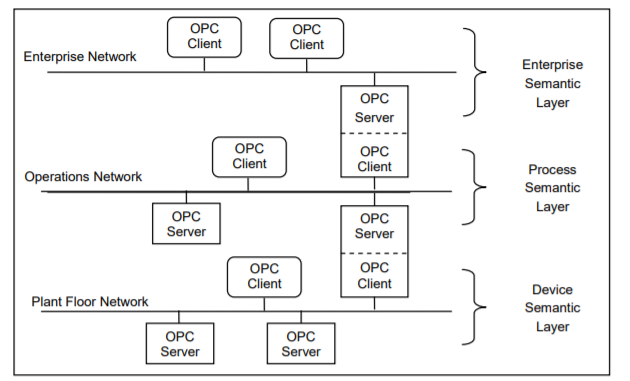 OPC
Client
OPC
Client
Enterprise Network
Enterprise
Semantic
Layer
OPC
Server
OPC
Client
OPC
Client
Operations Network
Process
Semantic
Layer
OPC
Server
OPC
Server
OPC
Client
OPC
Client
Plant Floor Network
Device
Semantic
Layer
OPC
Server
OPC
Server